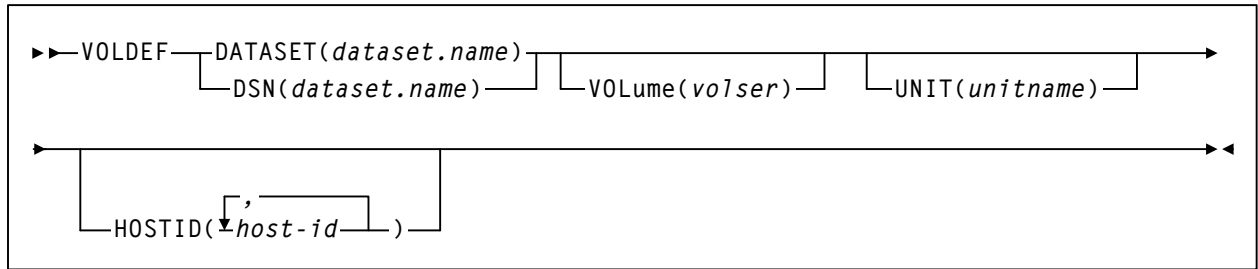 VOLDEF DATASET(dataset.name)
DSN(dataset.name) VOLume(volser) UNIT(unitname)
,
HOSTID( host-id )